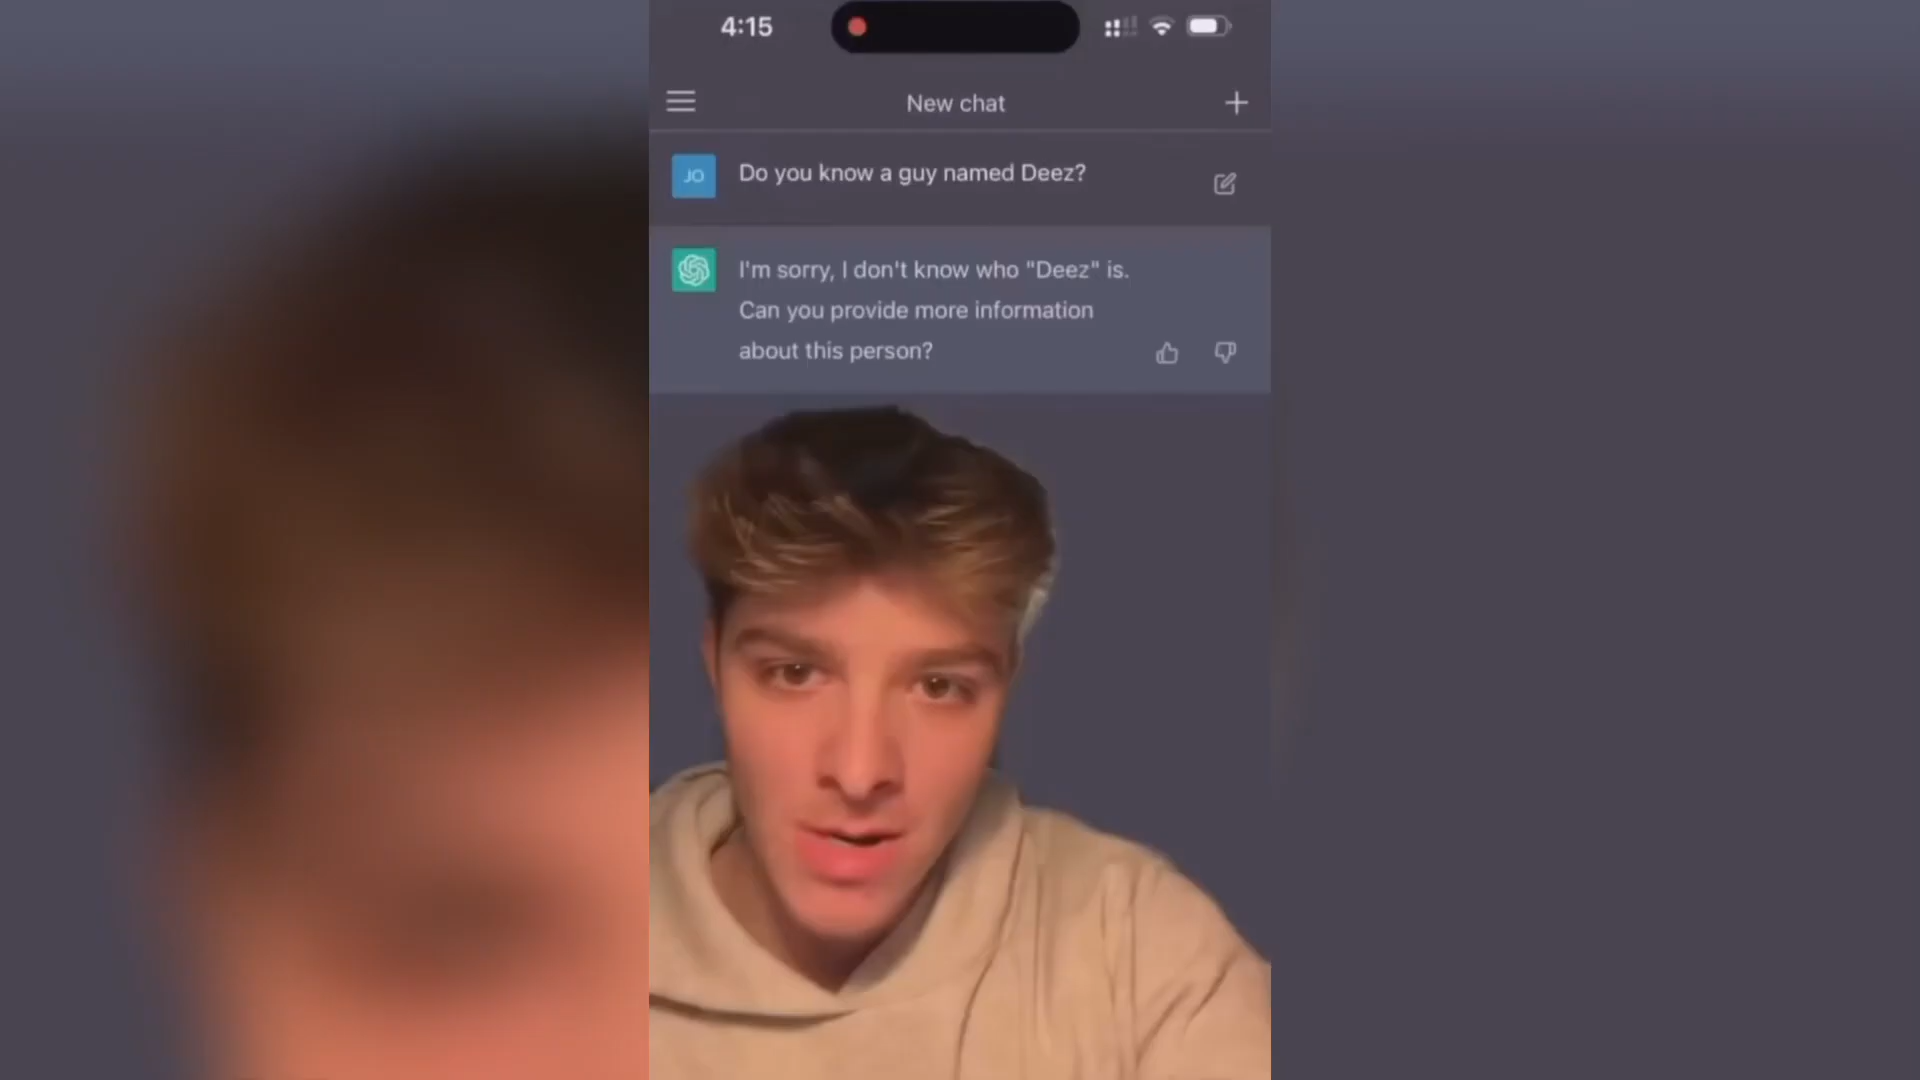 4:15
New chat
JO
Do you know a guy named Deez?
I'm sorry, I don't know who "Deez" is.
Can you provide more information
about this person?